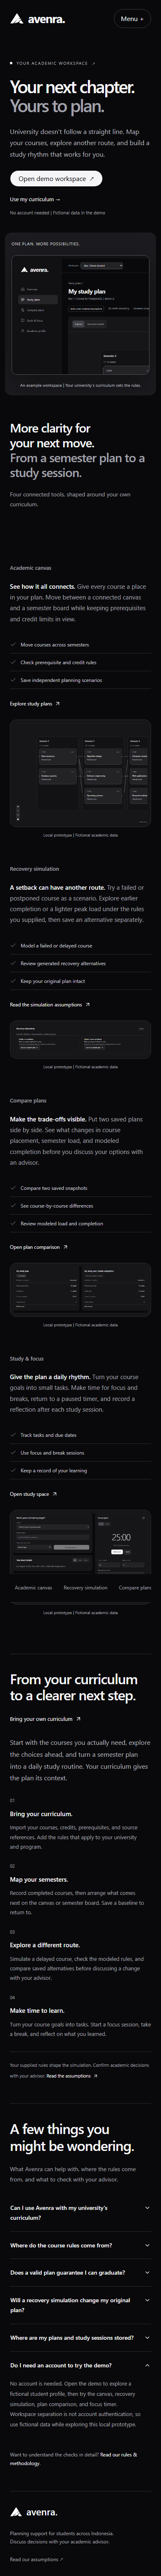 avenra.
Menu +
YOUR ACADEMIC WORKSPACE ↗
Your next chapter.
Yours to plan.
University doesn't follow a straight line. Map
your courses, explore another route, and build a
study rhythm that works for you.
Open demo workspace ↗
Use my curriculum →
No account needed | Fictional data in the demo
ONE PLAN. MORE POSSIBILITIES.
avenra.
My study plan
An example workspace | Your university's curriculum sets the rules.
More clarity for
your next move.
From a semester plan to a
study session.
Four connected tools, shaped around your own
curriculum.
Academic canvas
See how it all connects. Give every course a place
in your plan. Move between a connected canvas
and a semester board while keeping prerequisites
and credit limits in view.
Move courses across semesters
Check prerequisite and credit rules
Save independent planning scenarios
Explore study plans ↗
Local prototype | Fictional academic data
Recovery simulation
A setback can have another route. Try a failed or
postponed course as a scenario. Explore earlier
completion or a lighter peak load under the rules
you supplied, then save an alternative separately.
Model a failed or delayed course
Review generated recovery alternatives
Keep your original plan intact
Read the simulation assumptions ↗
Local prototype | Fictional academic data
Compare plans
Make the trade-offs visible. Put two saved plans
side by side. See what changes in course
placement, semester load, and modeled
completion before you discuss your options with
an advisor.
Compare two saved snapshots
See course-by-course differences
Review modeled load and completion
Open plan comparison ↗
Local prototype | Fictional academic data
Study & focus
Give the plan a daily rhythm. Turn your course
goals into small tasks. Make time for focus and
breaks, return to a paused timer, and record a
reflection after each study session.
Track tasks and due dates
Use focus and break sessions
Keep a record of your learning
Open study space ↗
25:00
Academic canvas Recovery simulation Compare plans
Local prototype | Fictional academic data
From your curriculum
to a clearer next step.
Bring your own curriculum ↗
Start with the courses you actually need, explore
the choices ahead, and turn a semester plan
into a daily study routine. Your curriculum gives
the plan its context.
01
Bring your curriculum.
Import your courses, credits, prerequisites, and source
references. Add the rules that apply to your university
and program.
02
Map your semesters.
Record completed courses, then arrange what comes
next on the canvas or semester board. Save a baseline to
return to.
03
Explore a different route.
Simulate a delayed course, check the modeled rules, and
compare saved alternatives before discussing a change
with your advisor.
04
Make time to learn.
Turn your course goals into tasks. Start a focus session, take
a break, and reflect on what you learned.
Your supplied rules shape the simulation. Confirm academic decisions
with your advisor. Read the assumptions ↗
A few things you
might be wondering.
What Avenra can help with, where the rules come
from, and what to check with your advisor.
Can I use Avenra with my university's
curriculum?
Where do the course rules come from?
Does a valid plan guarantee I can graduate?
Will a recovery simulation change my original
plan?
Where are my plans and study sessions stored?
Do I need an account to try the demo?
No account is needed. Open the demo to explore a
fictional student profile, then try the canvas, recovery
simulation, plan comparison, and focus timer.
Workspace separation is not account authentication, so
use fictional data while exploring this local prototype.
Want to understand the checks in detail? Read our rules &
methodology.
avenra.
Planning support for students across Indonesia.
Discuss decisions with your academic advisor.
Read our assumptions ↗